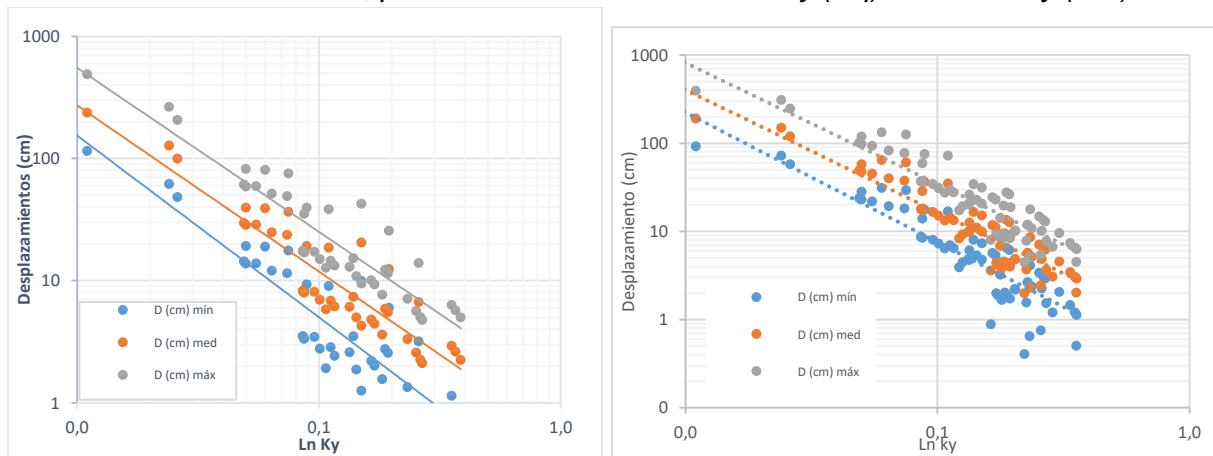 1000
100
10
1
Desplazamientos (cm)
D (cm) mín
D (cm) med
D (cm) máx
0,0
0,1
1,0
Ln Ky
1000
100
10
1
0
Desplazamiento (cm)
D (cm) mín
D (cm) med
D (cm) máx
0,0
0,1
1,0
Ln ky